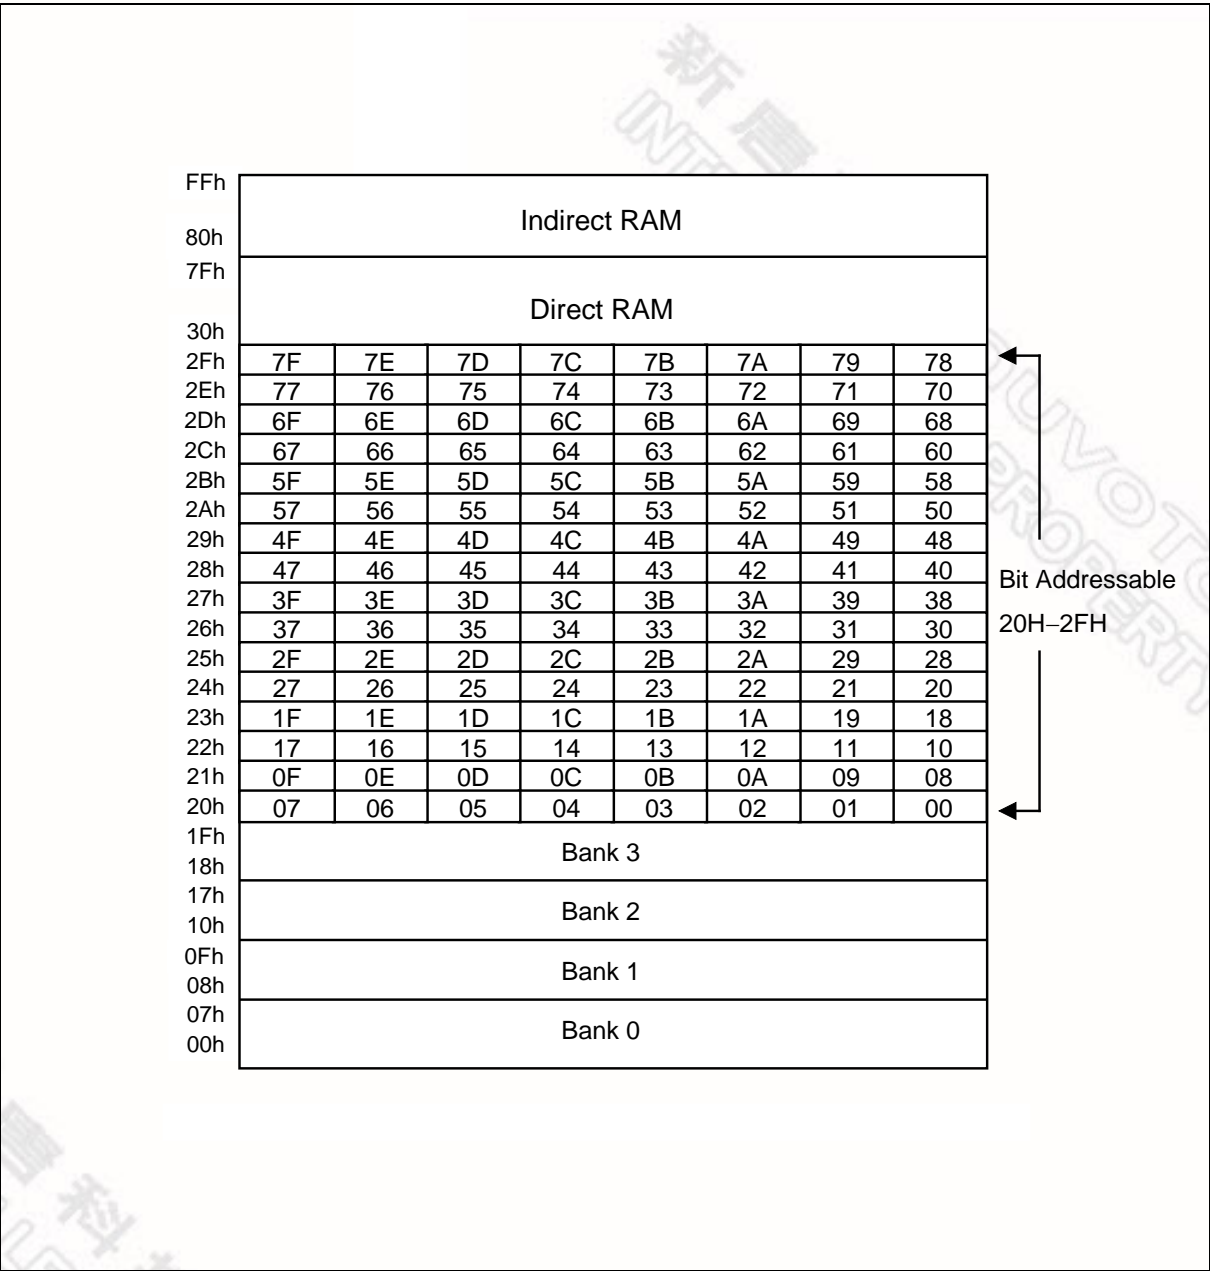 新唐
FFh
Indirect RAM
80h
7Fh
Direct RAM
30h
2Fh 7F 7E 7D 7C 7B 7A 79 78
2Eh 77 76 75 74 73 72 71 70
2Dh 6F 6E 6D 6C 6B 6A 69 68
2Ch 67 66 65 64 63 62 61 60
2Bh 5F 5E 5D 5C 5B 5A 59 58
2Ah 57 56 55 54 53 52 51 50
29h 4F 4E 4D 4C 4B 4A 49 48
28h 47 46 45 44 43 42 41 40
Bit Addressable
27h 3F 3E 3D 3C 3B 3A 39 38
20H–2FH
26h 37 36 35 34 33 32 31 30
25h 2F 2E 2D 2C 2B 2A 29 28
24h 27 26 25 24 23 22 21 20
23h 1F 1E 1D 1C 1B 1A 19 18
22h 17 16 15 14 13 12 11 10
21h 0F 0E 0D 0C 0B 0A 09 08
20h 07 06 05 04 03 02 01 00
1Fh
Bank 3
18h
17h
Bank 2
10h
0Fh
Bank 1
08h
07h
Bank 0
00h